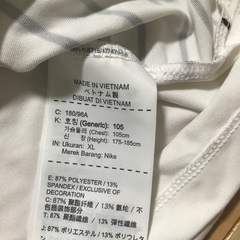 MADE IN VIETNAM
ベトナム製
DIBUAT DI VIETNAM
C: 180/96A
K: 호칭 (Generic): 105
가슴둘레 (Chest): 105cm
신장 (Height): 175-185cm
IN: Ukuran: XL
Merek Barang: Nike
E: 87% POLYESTER / 13%
SPANDEX / EXCLUSIVE OF
DECORATION
C: 87% 聚酯纤维 / 13% 氨纶 / 不
包括装饰部分
T: 87% 聚酯纖維 / 13% 彈性纖維
J: 87% ポリエステル / 13% ポリウレタ